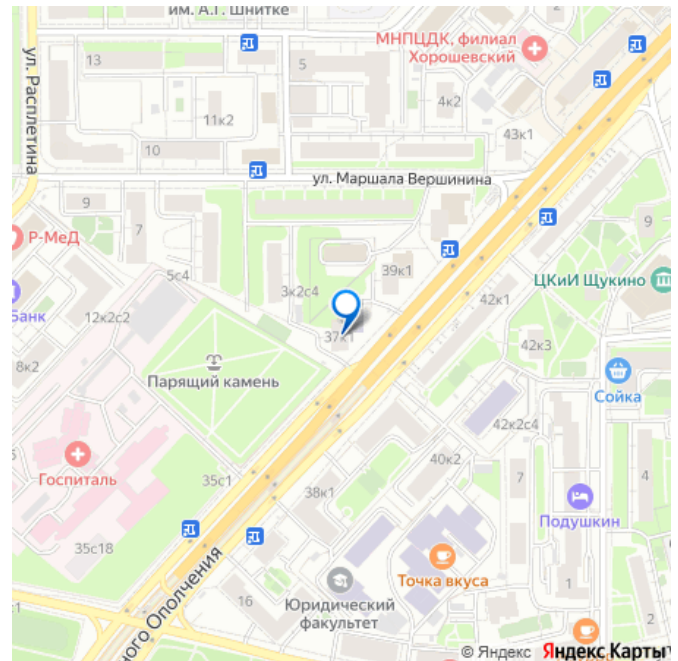 им. А.Г. Шнитке
МНПЦДК, филиал
Хорошевский
ул. Расплетина
13
5
4к2
11к2
43к1
10
ул. Маршала Вершинина
9
7
9
Р-МеД
5с4
39к1
3к2с4
ЦКиИ Щукино
42к1
Банк
12к2с2
37к1
42к3
8к2
Парящий камень
Сойка
42к2с4
Госпиталь
35с1
40к2
7
4
38к1
Подушкин
35с18
Точка вкуса
1
16
Юридический
факультет
2
ного Ополчения
© Яндекс Яндекс Карты